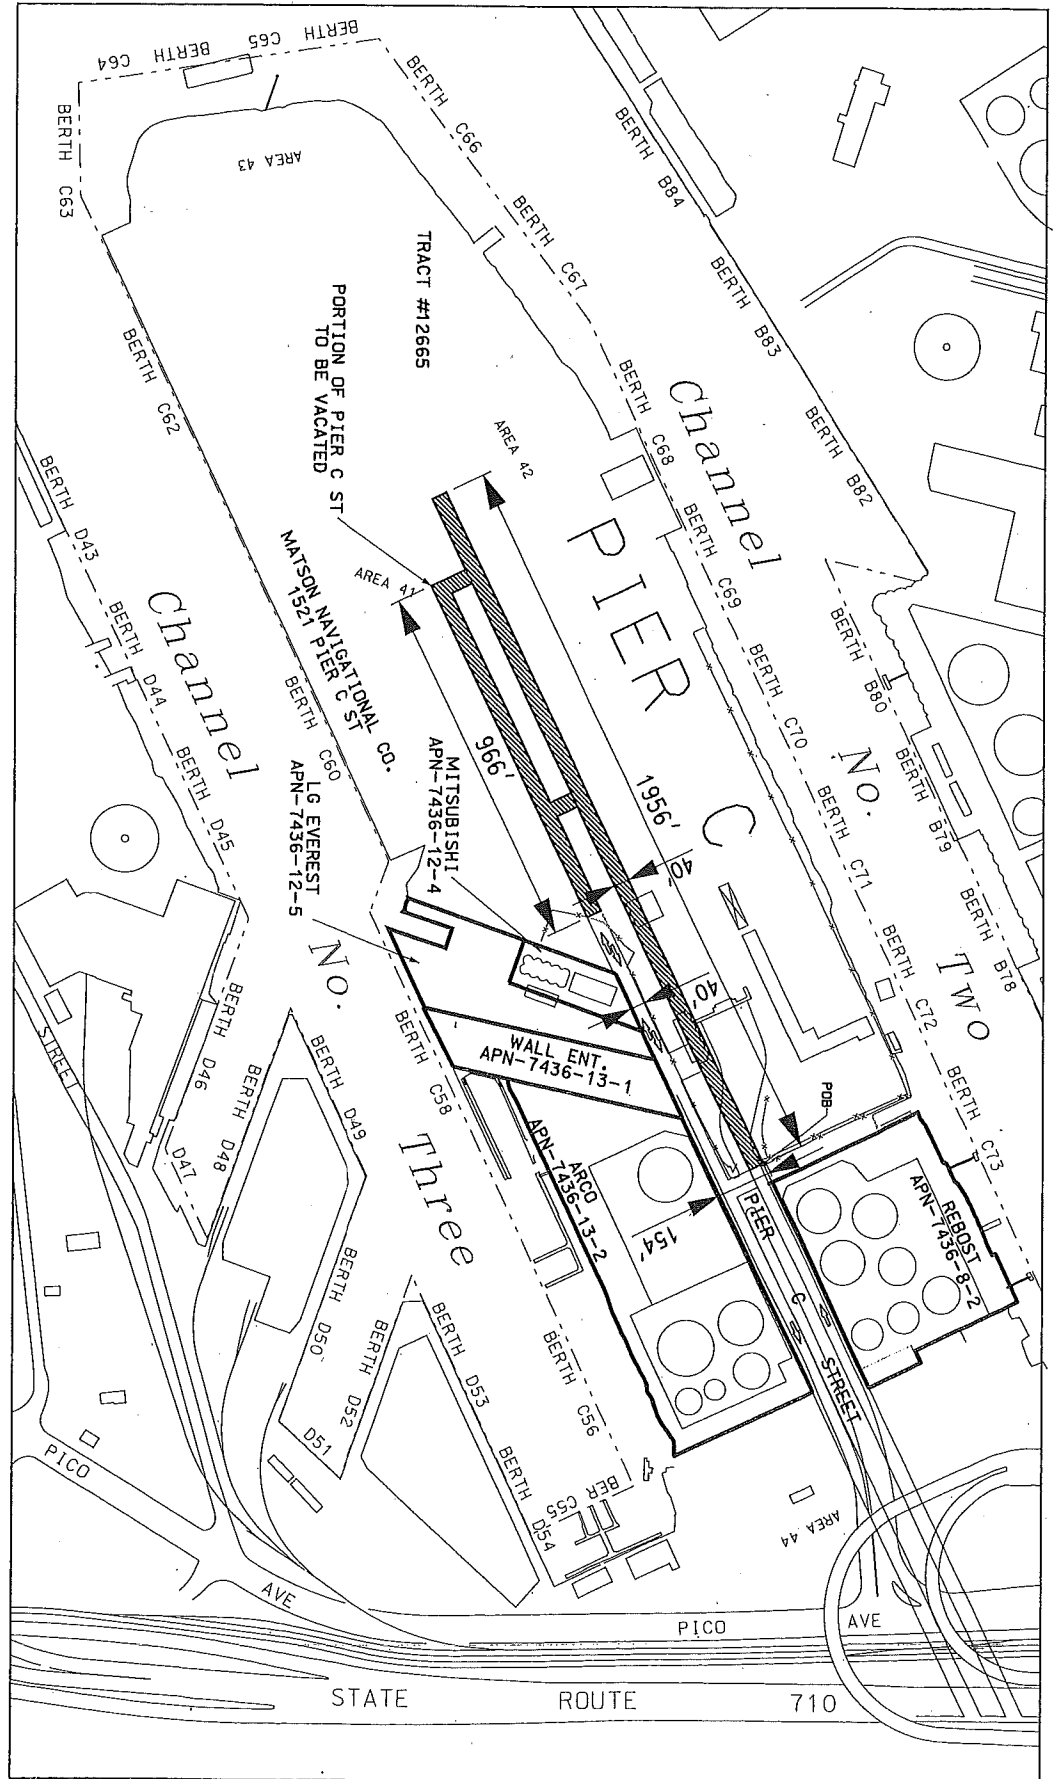 BERTH C64
BERTH C65
BERTH
BERTH C63
BERTH C66
AREA 43
BERTH C67
BERTH B84
BERTH B83
BERTH B82
TRACT #12665
PORTION OF PIER C ST
TO BE VACATED
BERTH C62
BERTH C68
AREA 42
Channel
No.
Two
PIER C
BERTH C69
BERTH C70
BERTH C71
BERTH C72
BERTH C73
BERTH B80
BERTH B79
BERTH B78
BERTH D43
BERTH D44
BERTH D45
Channel
No.
Three
MATSON NAVIGATIONAL CO.
1521 PIER C ST
AREA 41
BERTH C60
966'
1956'
40'
40'
154'
MITSUBISHI
APN-7436-12-4
LG EVEREST
APN-7436-12-5
WALL ENT.
APN-7436-13-1
ARCO
APN-7436-13-2
POB
REBOST
APN-7436-8-2
PIER C STREET
BERTH C58
BERTH C56
BER C55
BERTH D46
D47
BERTH D48
BERTH D49
BERTH D50
D51
BERTH D52
BERTH D53
BERTH D54
STREET
AREA 44
PICO
AVE
PICO AVE
STATE ROUTE 710